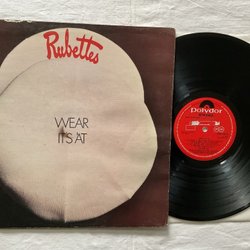 Rubettes
WEAR
IT'S 'AT
Polydor